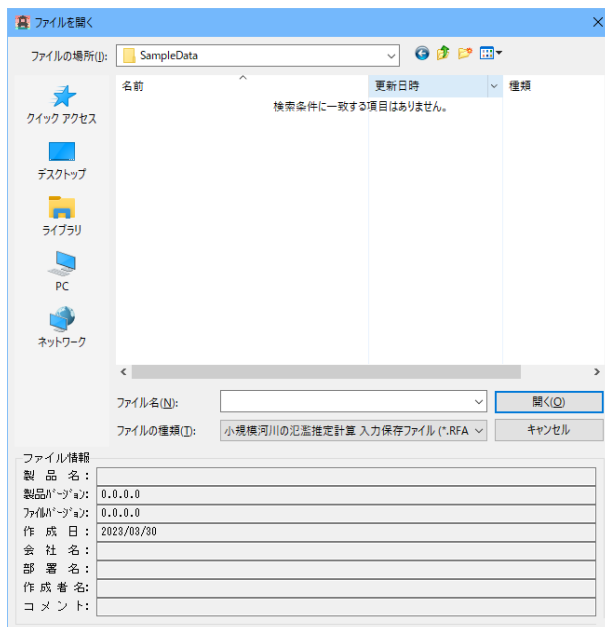 ファイルを開く
ファイルの場所(I): SampleData
名前 更新日時 種類
検索条件に一致する項目はありません。
クイック アクセス
デスクトップ
ライブラリ
PC
ネットワーク
ファイル名(N): 開く(O)
ファイルの種類(T): 小規模河川の氾濫推定計算 入力保存ファイル (*.RFA キャンセル
ファイル情報
製 品 名:
製品ﾊﾞｰｼﾞｮﾝ: 0.0.0.0
ﾌｧｲﾙﾊﾞｰｼﾞｮﾝ: 0.0.0.0
作 成 日: 2023/03/30
会 社 名:
部 署 名:
作 成 者 名:
コ メ ン ト: